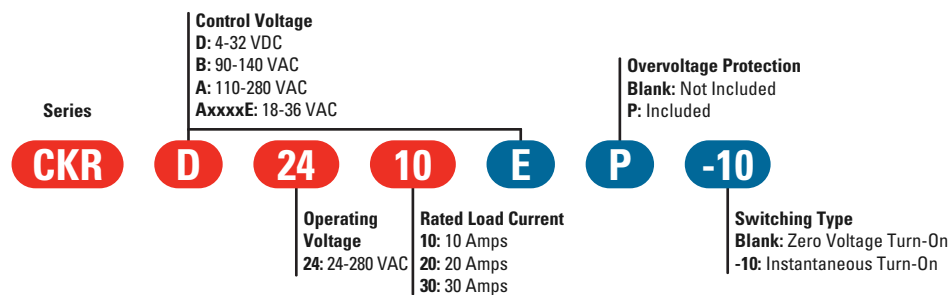 Control Voltage
D: 4-32 VDC
B: 90-140 VAC
A: 110-280 VAC
AxxxxE: 18-36 VAC
Overvoltage Protection
Blank: Not Included
P: Included
Series
CKR
D
24
10
E
P
-10
Operating
Voltage
24: 24-280 VAC
Rated Load Current
10: 10 Amps
20: 20 Amps
30: 30 Amps
Switching Type
Blank: Zero Voltage Turn-On
-10: Instantaneous Turn-On